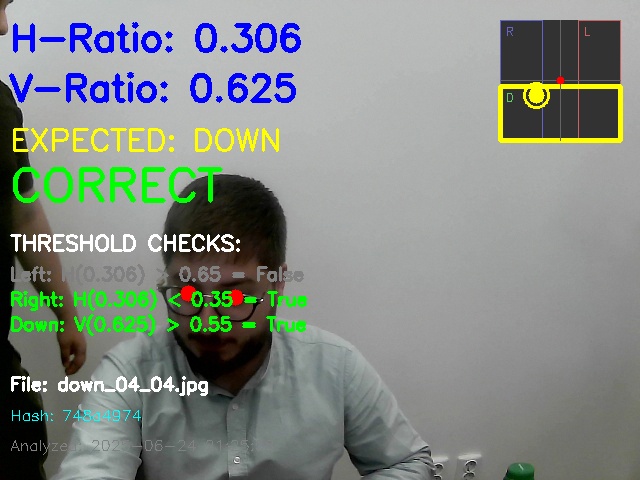 H-Ratio: 0.306
V-Ratio: 0.625
EXPECTED: DOWN
CORRECT
THRESHOLD CHECKS:
Left: H(0.306) > 0.65 = False
Right: H(0.306) < 0.35 = True
Down: V(0.625) > 0.55 = True
File: down_04_04.jpg
Hash:
R
L
D